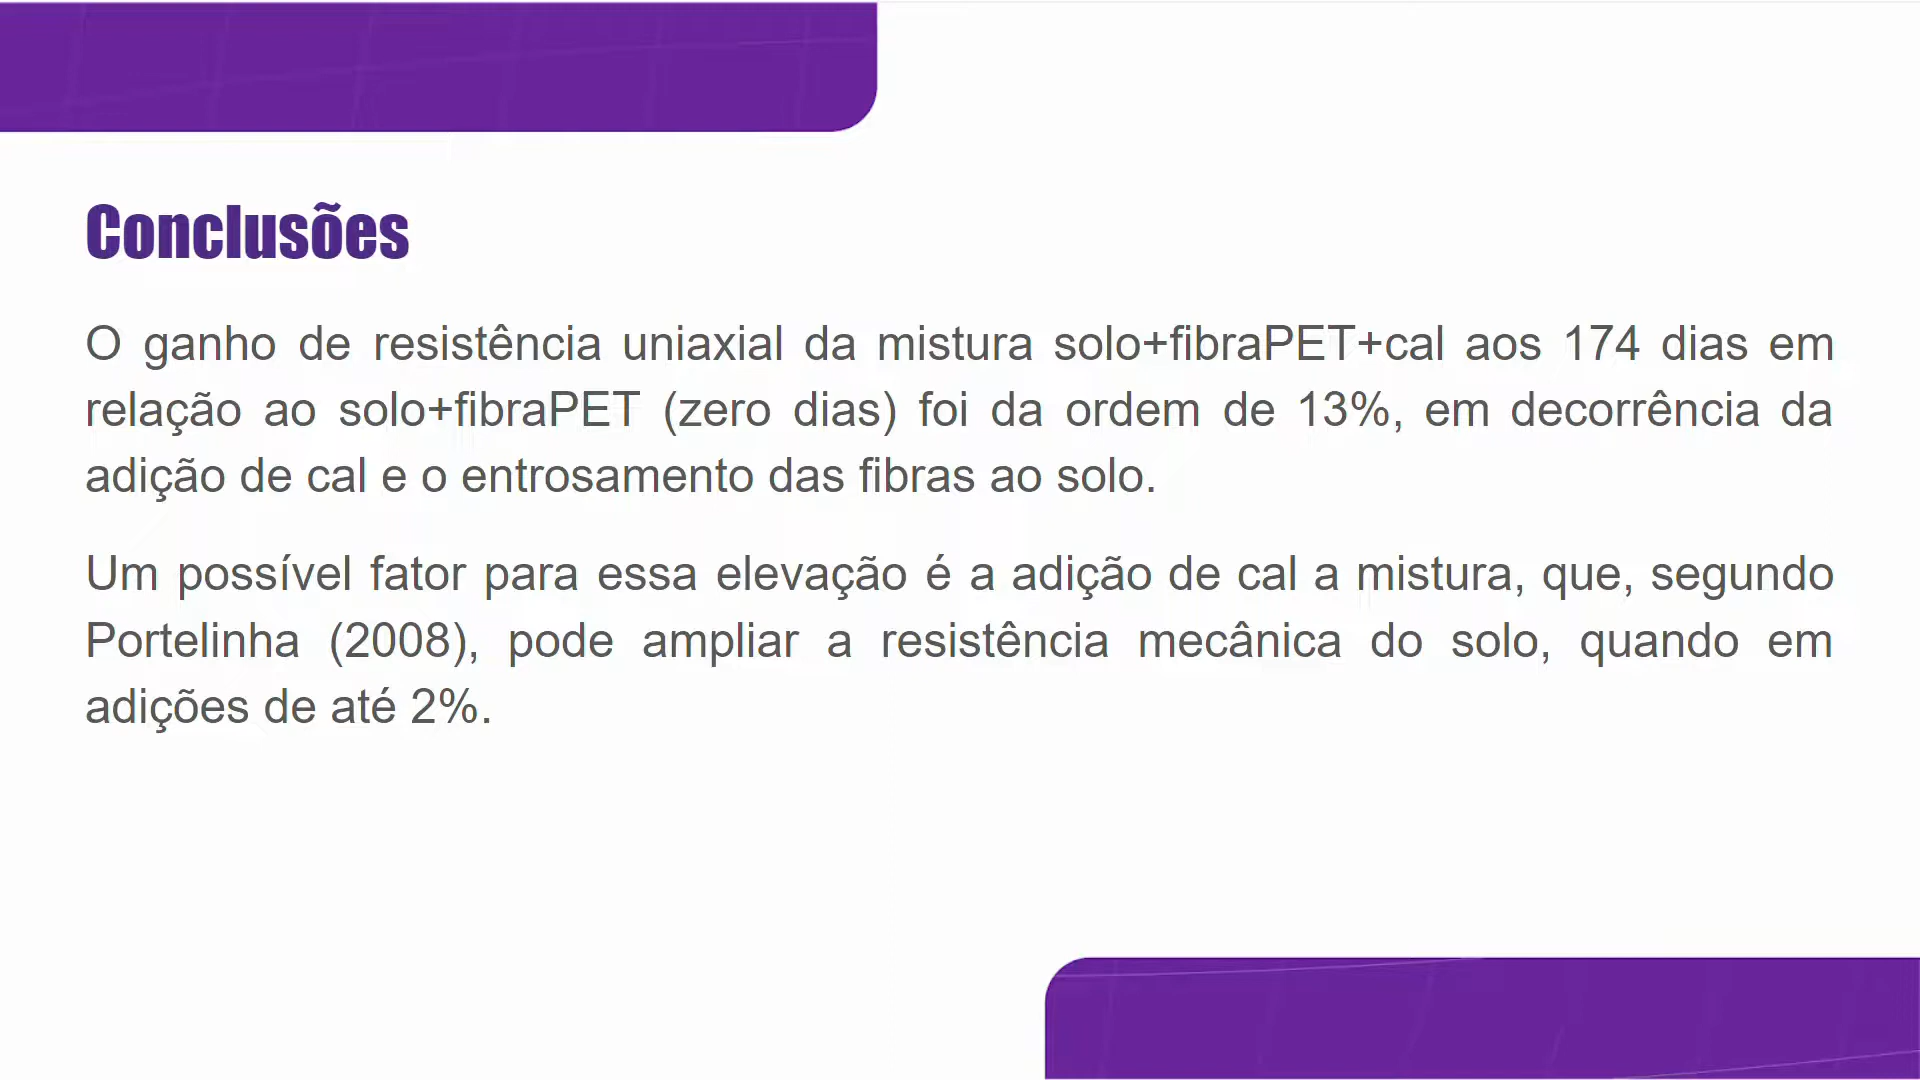 Conclusões
O ganho de resistência uniaxial da mistura solo+fibraPET+cal aos 174 dias em
relação ao solo+fibraPET (zero dias) foi da ordem de 13%, em decorrência da
adição de cal e o entrosamento das fibras ao solo.
Um possível fator para essa elevação é a adição de cal a mistura, que, segundo
Portelinha (2008), pode ampliar a resistência mecânica do solo, quando em
adições de até 2%.